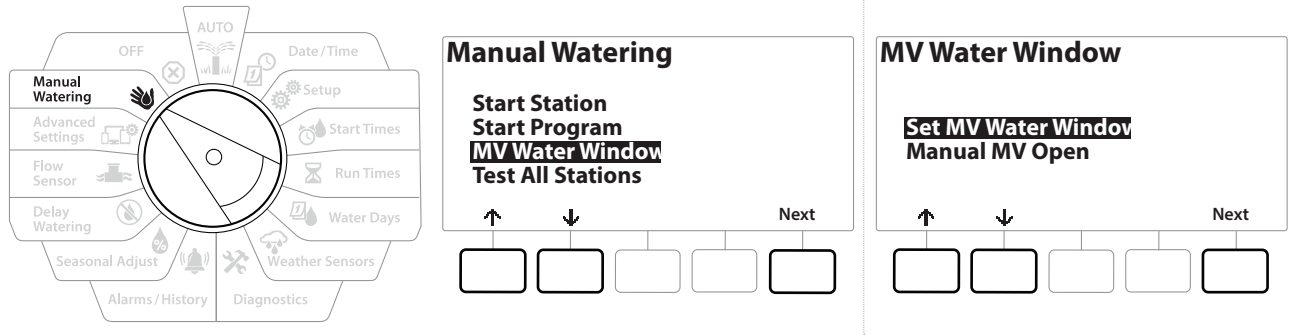 AUTO
OFF
Date / Time
Manual
Watering
Setup
Advanced
Settings
Start Times
Flow
Sensor
Run Times
Delay
Watering
Water Days
Seasonal Adjust
Weather Sensors
Alarms / History
Diagnostics
1
1
%
Manual Watering
Start Station
Start Program
MV Water Window
Test All Stations
Next
MV Water Window
Set MV Water Window
Manual MV Open
Next